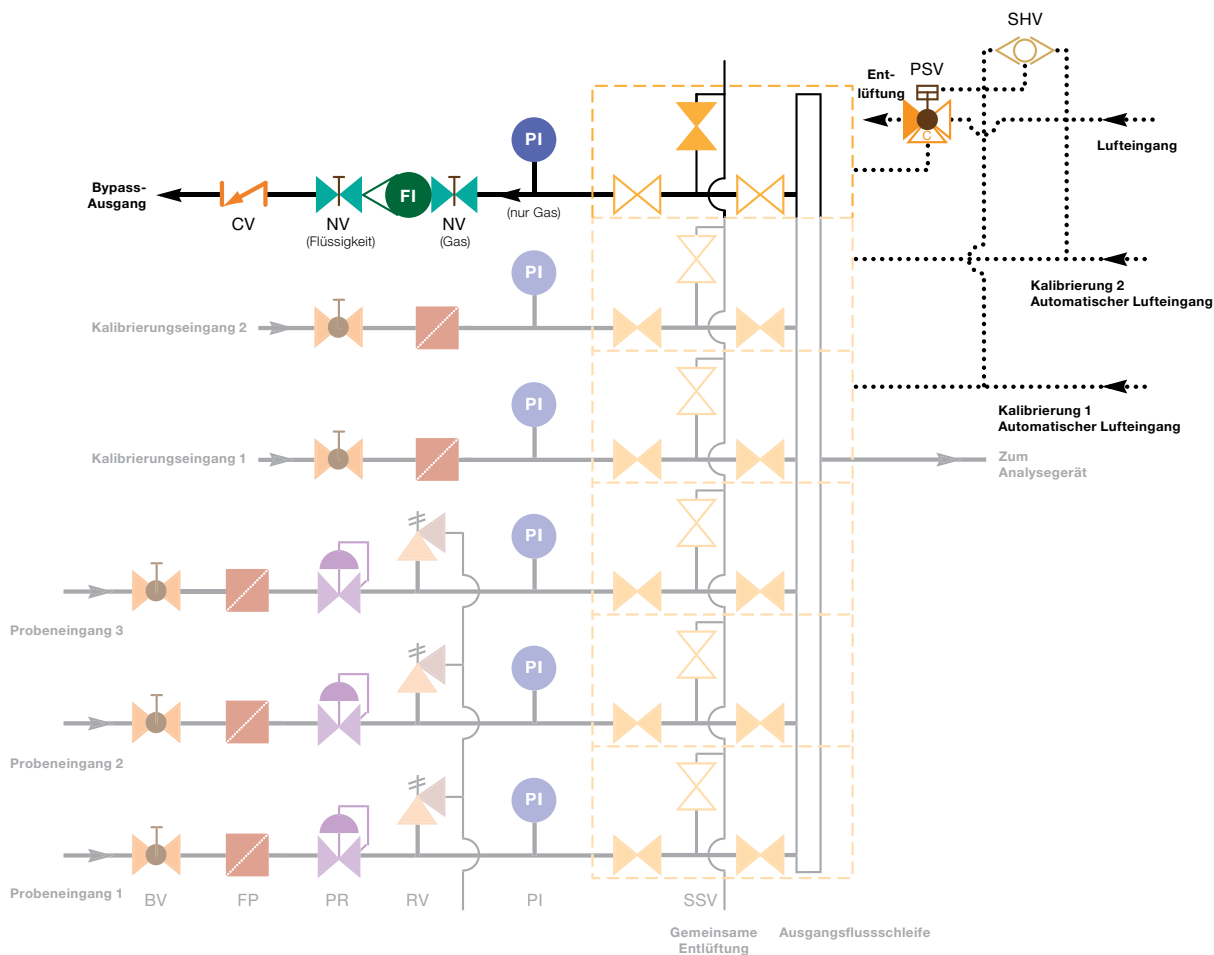 SHV
PSV
Ent-
lüftung
C
Lufteingang
PI
Bypass-
Ausgang
FI
CV
NV
(Flüssigkeit)
NV
(Gas)
(nur Gas)
PI
Kalibrierung 2
Automatischer Lufteingang
Kalibrierungseingang 2
PI
Kalibrierung 1
Automatischer Lufteingang
Kalibrierungseingang 1
Zum
Analysegerät
PI
Probeneingang 3
PI
Probeneingang 2
PI
Probeneingang 1
BV
FP
PR
RV
PI
SSV
Gemeinsame
Entlüftung
Ausgangsflussschleife